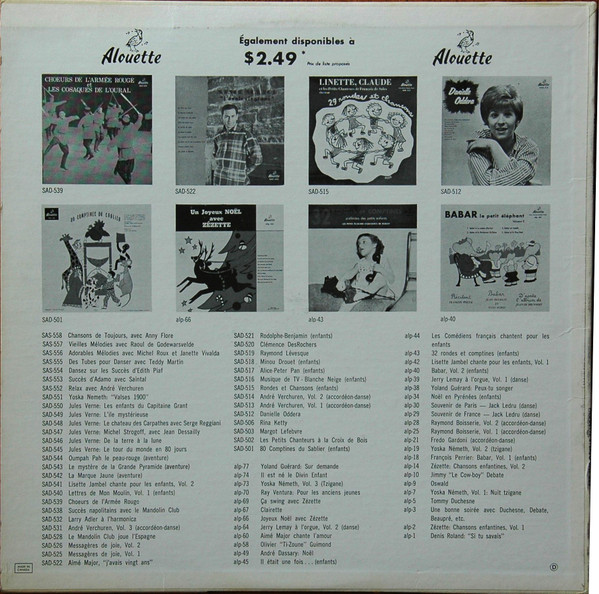 Alouette
Également disponibles à
$2.49*
Prix de liste proposés
Alouette
CHOEURS DE L'ARMÉE ROUGE
et
LES COSAQUES DE L'OURAL
SAD-539
SAD-522
LINETTE, CLAUDE
29 rondes et chansons
SAD-515
Danielle
Oddera
SAD-512
80 COMPTINES DU SABLIER
SAD-501
Un Joyeux NOËL
avec
ZÉZETTE
alp-66
32
alp-43
BABAR le petit éléphant
alp-40
SAS-558 Chansons de Toujours, avec Any Flore
SAS-557 Vieilles Mélodies avec Raoul de Godewarsvelde
SAS-556 Adorables Mélodies avec Michel Roux et Janette Vivalda
SAS-555 Des Tubes pour Danser avec Teddy Martin
SAS-554 Dansez sur les Succès d'Edith Piaf
SAS-553 Succès d'Adamo avec Saintal
SAS-552 Relax avec André Verchuren
SAD-551 Yoska Nemeth: "Valses 1900"
SAD-550 Jules Verne: Les enfants du Capitaine Grant
SAD-549 Jules Verne: L'Ile mystérieuse
SAD-548 Jules Verne: Le chateau des Carpathes avec Serge Reggiani
SAD-547 Jules Verne: Michel Strogoff, avec Jean Dessailly
SAD-546 Jules Verne: De la terre à la lune
SAD-545 Jules Verne: Le tour du monde en 80 jours
SAD-544 Oumpah Pah le peau-rouge (aventure)
SAD-543 Le mystère de la Grande Pyramide (aventure)
SAD-542 La Marque Jaune (aventure)
SAD-541 Lisette Jambel chante pour les enfants, Vol. 2
SAD-540 Lettres de Mon Moulin, Vol. 1 (enfants)
SAD-539 Choeurs de l'Armée Rouge
SAD-538 Succès napolitains avec le Mandolin Club
SAD-532 Larry Adler à l'harmonica
SAD-531 André Verchuren, Vol. 3 (accordéon-danse)
SAD-528 Le Mandolin Club joue l'Espagne
SAD-526 Messagères de joie, Vol. 2
SAD-525 Messagères de joie, Vol. 1
SAD-522 Aimé Major, "j'avais vingt ans"
SAD-521 Rodolphe-Benjamin (enfants)
SAD-520 Clémence DesRochers
SAD-519 Raymond Lévesque
SAD-518 Minou Drouet (enfants)
SAD-517 Alice-Peter Pan (enfants)
SAD-516 Musique de TV - Blanche Neige (enfants)
SAD-515 Rondes et Chansons (enfants)
SAD-514 André Verchuren, Vol. 2 (accordéon-danse)
SAD-513 André Verchuren, Vol. 1 (accordéon-danse)
SAD-512 Danielle Oddera
SAD-506 Rina Ketty
SAD-503 Margot Lefebvre
SAD-502 Les Petits Chanteurs à la Croix de Bois
SAD-501 80 Comptines du Sablier (enfants)
alp-77 Yoland Guérard: Sur demande
alp-74 Il est né le Divin Enfant
alp-73 Yoska Németh, Vol. 3 (Tzigane)
alp-70 Ray Ventura: Pour les anciens jeunes
alp-69 Ça swing avec Zézette
alp-67 Clairette
alp-66 Joyeux Noël avec Zézette
alp-64 Jerry Lemay à l'orgue, Vol. 2 (danse)
alp-60 Aimé Major chante l'amour
alp-58 Olivier "Ti-Zoune" Guimond
alp-49 André Dassary: Noël
alp-45 Il était une fois... (enfants)
alp-44 Les Comédiens français chantent pour les
enfants
alp-43 32 rondes et comptines (enfants)
alp-42 Lisette Jambel chante pour les enfants, Vol. 1
alp-40 Babar, Vol. 2 (enfants)
alp-39 Jerry Lemay à l'orgue, Vol. 1 (danse)
alp-38 Yoland Guérard: Peux-tu songer
alp-34 Noël en Pyrénées (enfants)
alp-30 Souvenir de Paris — Jack Lédru (danse)
alp-29 Souvenir de France — Jack Lédru (danse)
alp-28 Raymond Boisserie, Vol. 2 (accordéon-danse)
alp-25 Raymond Boisserie, Vol. 1 (accordéon-danse)
alp-21 Fredo Gardoni (accordéon-danse)
alp-19 Yoska Németh, Vol. 2 (tzigane)
alp-18 François Perrier: Babar, Vol. 1 (enfants)
alp-14 Zézette: Chansons enfantines, Vol. 2
alp-10 Jimmy "Le Cow-boy" Debate
alp-9 Oswald
alp-7 Yoska Németh, Vol. 1: Nuit tzigane
alp-5 Tommy Duchesne
alp-3 Une bonne soirée avec Duchesne, Debate,
Beaupré, etc.
alp-2 Zézette: Chansons enfantines, Vol. 1
alp-1 Denis Roland: "Si tu savais"
D